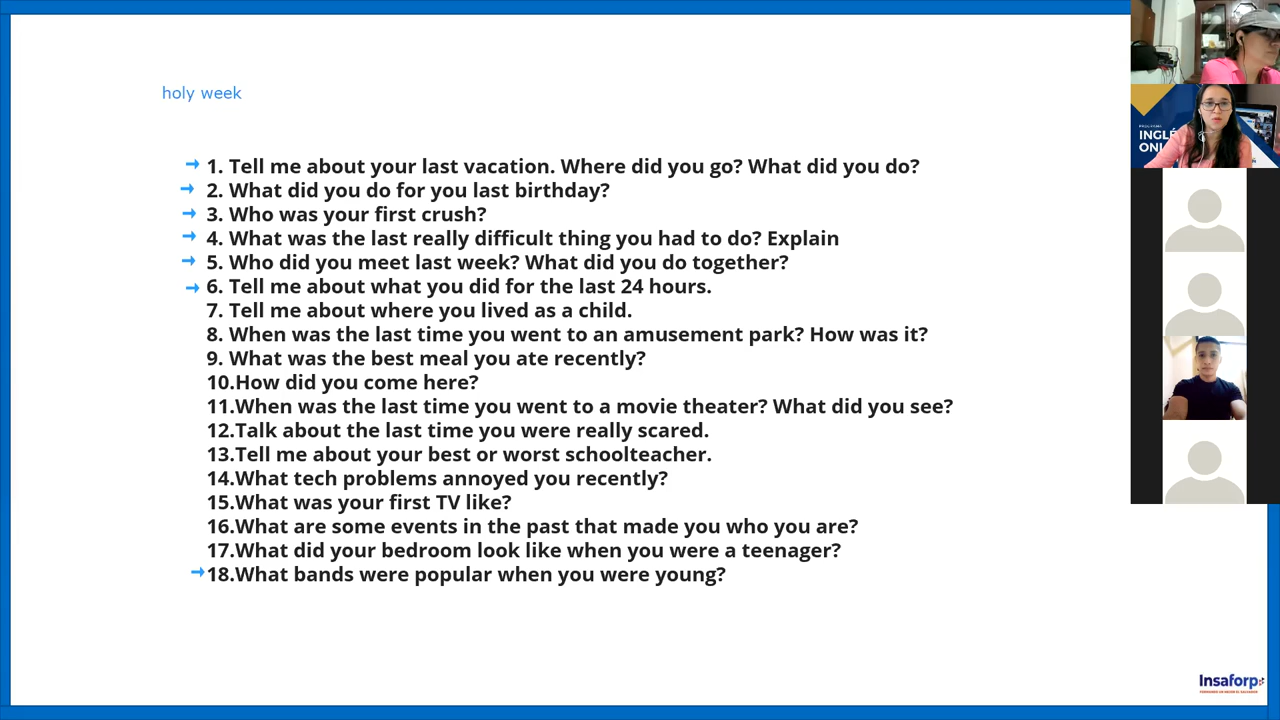 holy week
→ 1. Tell me about your last vacation. Where did you go? What did you do?
→ 2. What did you do for you last birthday?
→ 3. Who was your first crush?
→ 4. What was the last really difficult thing you had to do? Explain
→ 5. Who did you meet last week? What did you do together?
→ 6. Tell me about what you did for the last 24 hours.
7. Tell me about where you lived as a child.
8. When was the last time you went to an amusement park? How was it?
9. What was the best meal you ate recently?
10.How did you come here?
11.When was the last time you went to a movie theater? What did you see?
12.Talk about the last time you were really scared.
13.Tell me about your best or worst schoolteacher.
14.What tech problems annoyed you recently?
15.What was your first TV like?
16.What are some events in the past that made you who you are?
17.What did your bedroom look like when you were a teenager?
→18.What bands were popular when you were young?
INGLÉ
ONL
Insaforp